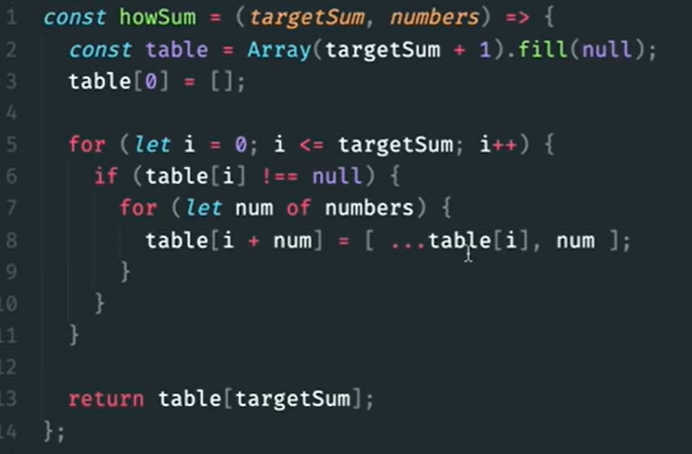 1 const howSum = (targetSum, numbers) => {
2 const table = Array(targetSum + 1).fill(null);
3 table[0] = [];
4
5 for (let i = 0; i <= targetSum; i++) {
6 if (table[i] !== null) {
7 for (let num of numbers) {
8 table[i + num] = [ ...table[i], num ];
9 }
10 }
11 }
12
13 return table[targetSum];
14 };